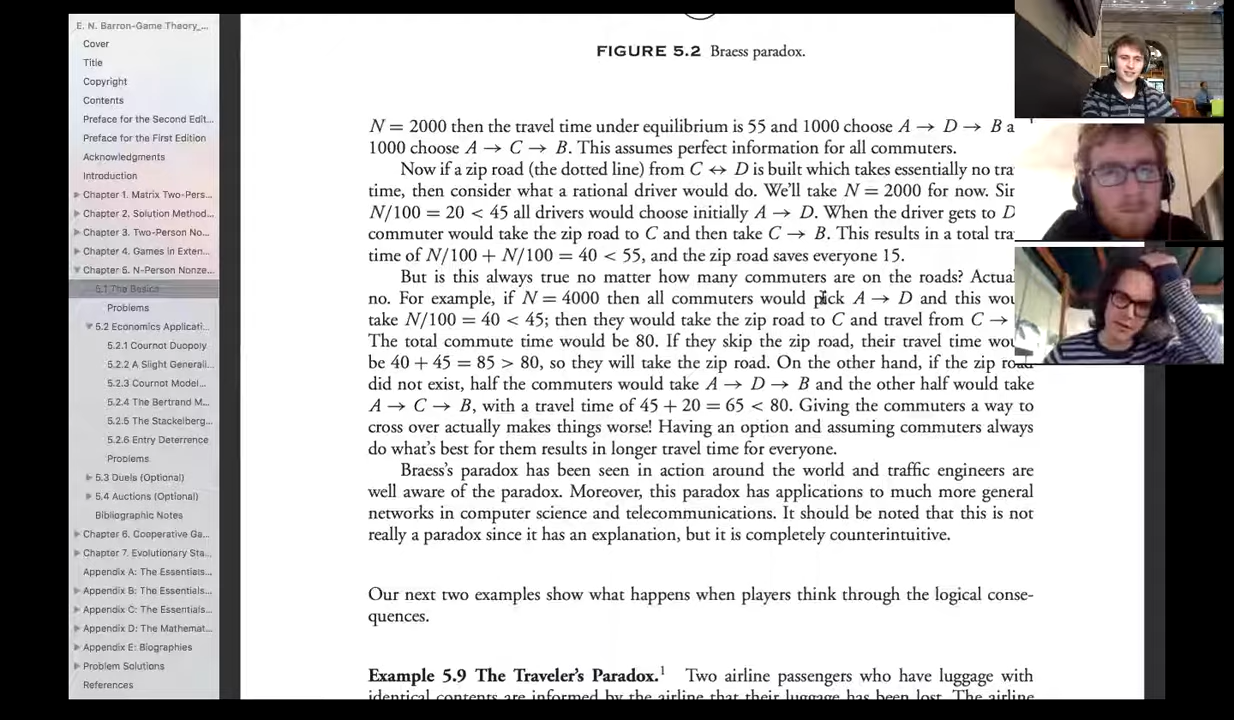 E. N. Barron-Game Theory_...
Cover
Title
Copyright
Contents
Preface for the Second Edit...
Preface for the First Edition
Acknowledgments
Introduction
Chapter 1. Matrix Two-Pers...
Chapter 2. Solution Method...
Chapter 3. Two-Person No...
Chapter 4. Games in Exten...
Chapter 5. N-Person Nonze...
5.1 The Basics
Problems
5.2 Economics Applicati...
5.2.1 Cournot Duopoly
5.2.2 A Slight Generali...
5.2.3 Cournot Model...
5.2.4 The Bertrand M...
5.2.5 The Stackelberg...
5.2.6 Entry Deterrence
Problems
5.3 Duels (Optional)
5.4 Auctions (Optional)
Bibliographic Notes
Chapter 6. Cooperative Ga...
Chapter 7. Evolutionary Sta...
Appendix A: The Essentials...
Appendix B: The Essentials...
Appendix C: The Essentials...
Appendix D: The Mathemat...
Appendix E: Biographies
Problem Solutions
References
FIGURE 5.2 Braess paradox.
N = 2000 then the travel time under equilibrium is 55 and 1000 choose A → D → B a
1000 choose A → C → B. This assumes perfect information for all commuters.
Now if a zip road (the dotted line) from C ↔ D is built which takes essentially no tra
time, then consider what a rational driver would do. We'll take N = 2000 for now. Sin
N/100 = 20 < 45 all drivers would choose initially A → D. When the driver gets to D
commuter would take the zip road to C and then take C → B. This results in a total tra
time of N/100 + N/100 = 40 < 55, and the zip road saves everyone 15.
But is this always true no matter how many commuters are on the roads? Actual
no. For example, if N = 4000 then all commuters would pick A → D and this wou
take N/100 = 40 < 45; then they would take the zip road to C and travel from C →
The total commute time would be 80. If they skip the zip road, their travel time wou
be 40 + 45 = 85 > 80, so they will take the zip road. On the other hand, if the zip road
did not exist, half the commuters would take A → D → B and the other half would take
A → C → B, with a travel time of 45 + 20 = 65 < 80. Giving the commuters a way to
cross over actually makes things worse! Having an option and assuming commuters always
do what's best for them results in longer travel time for everyone.
Braess's paradox has been seen in action around the world and traffic engineers are
well aware of the paradox. Moreover, this paradox has applications to much more general
networks in computer science and telecommunications. It should be noted that this is not
really a paradox since it has an explanation, but it is completely counterintuitive.
Our next two examples show what happens when players think through the logical conse-
quences.
Example 5.9 The Traveler's Paradox.1 Two airline passengers who have luggage with
identical contents are informed by the airline that their luggage has been lost. The airline